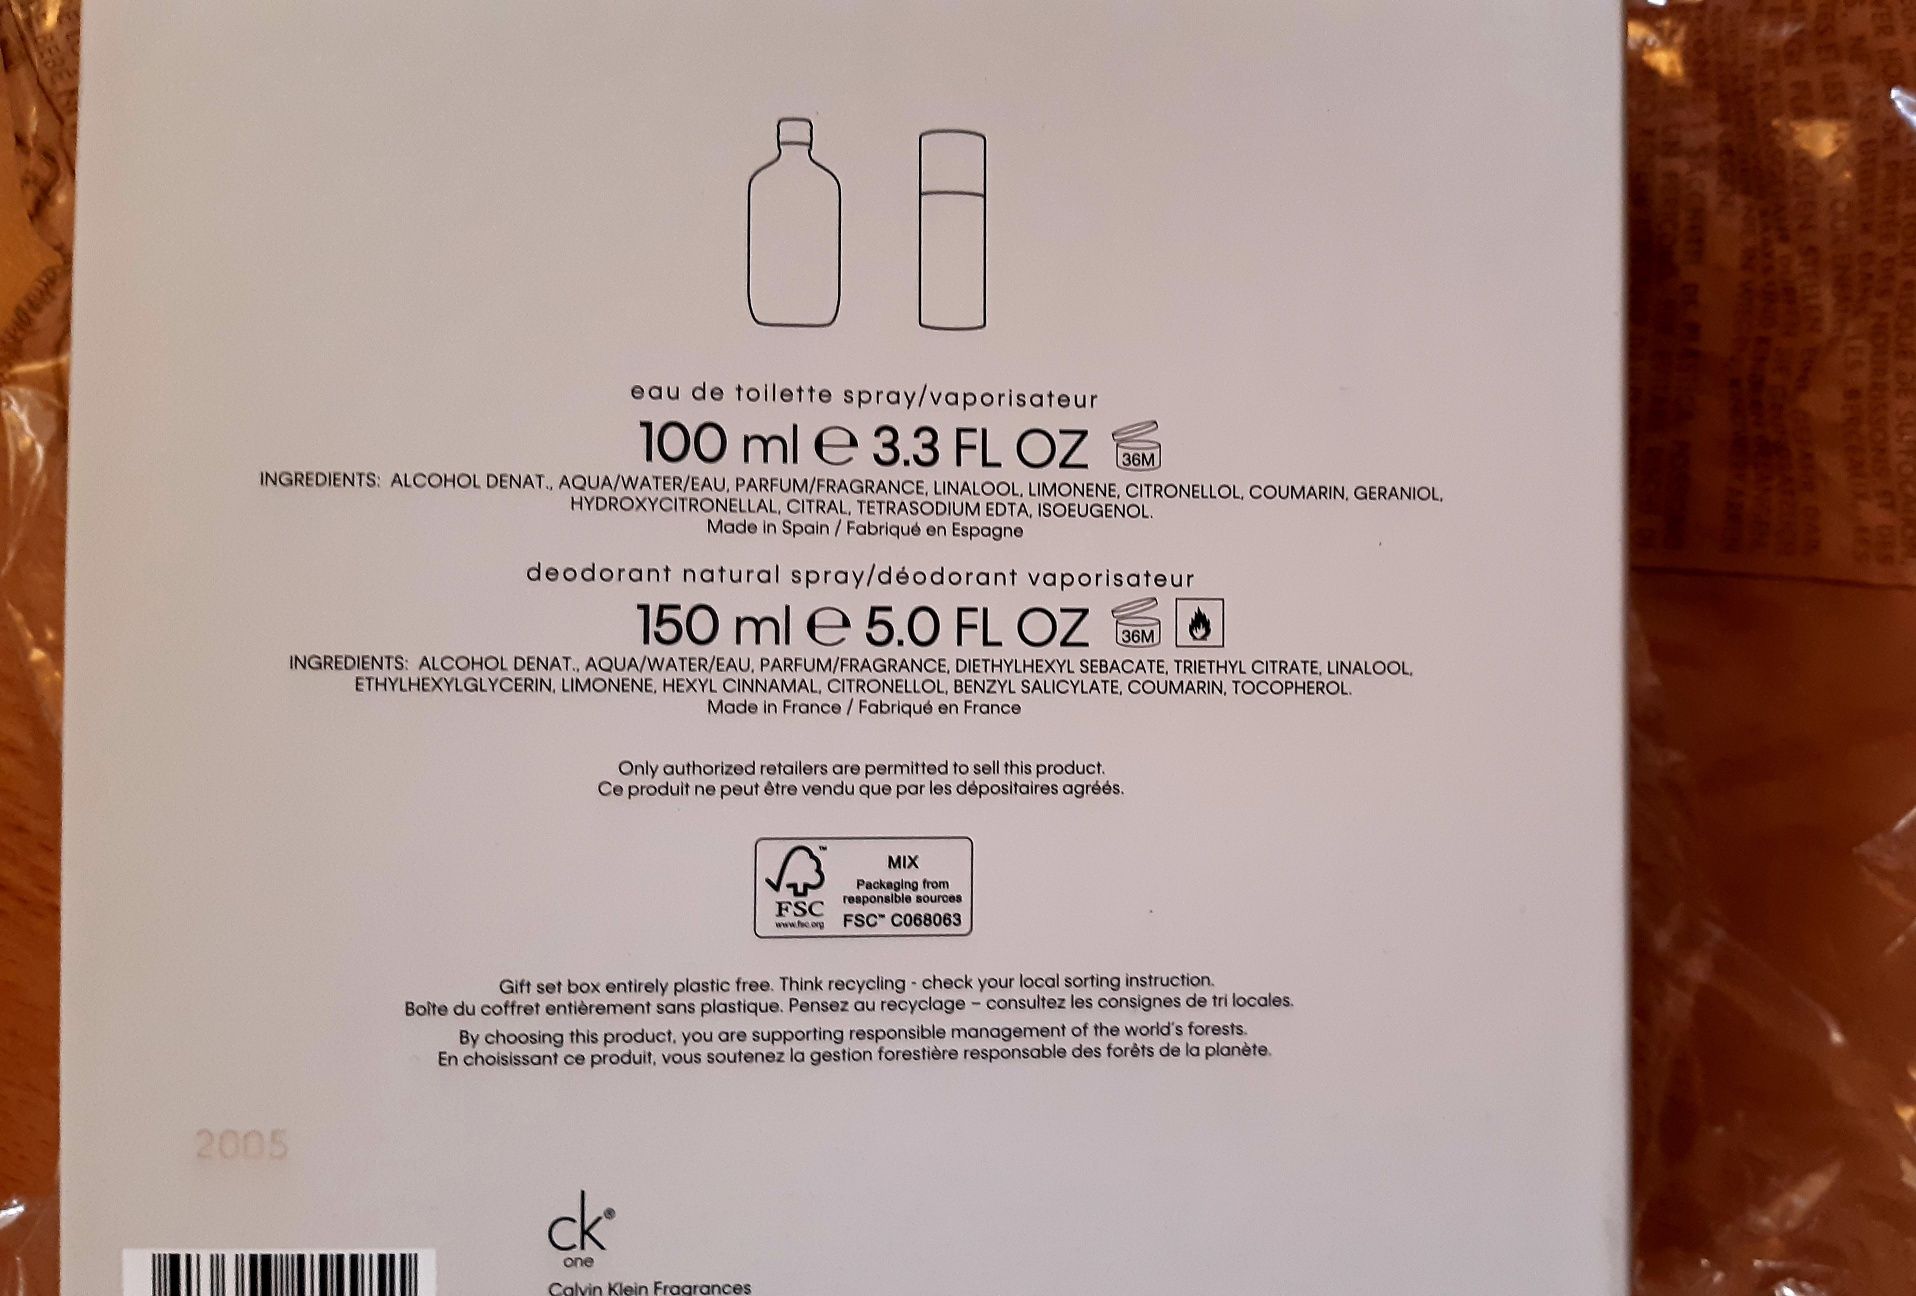 eau de toilette spray/vaporisateur
100 ml ℮ 3.3 FL OZ 36M
INGREDIENTS: ALCOHOL DENAT., AQUA/WATER/EAU, PARFUM/FRAGRANCE, LINALOOL, LIMONENE, CITRONELLOL, COUMARIN, GERANIOL,
HYDROXYCITRONELLAL, CITRAL, TETRASODIUM EDTA, ISOEUGENOL.
Made in Spain / Fabriqué en Espagne
deodorant natural spray/déodorant vaporisateur
150 ml ℮ 5.0 FL OZ 36M
INGREDIENTS: ALCOHOL DENAT., AQUA/WATER/EAU, PARFUM/FRAGRANCE, DIETHYLHEXYL SEBACATE, TRIETHYL CITRATE, LINALOOL,
ETHYLHEXYLGLYCERIN, LIMONENE, HEXYL CINNAMAL, CITRONELLOL, BENZYL SALICYLATE, COUMARIN, TOCOPHEROL.
Made in France / Fabriqué en France
Only authorized retailers are permitted to sell this product.
Ce produit ne peut être vendu que par les dépositaires agréés.
FSC™
www.fsc.org
MIX
Packaging from
responsible sources
FSC™ C068063
Gift set box entirely plastic free. Think recycling - check your local sorting instruction.
Boîte du coffret entièrement sans plastique. Pensez au recyclage – consultez les consignes de tri locales.
By choosing this product, you are supporting responsible management of the world's forests.
En choisissant ce produit, vous soutenez la gestion forestière responsable des forêts de la planète.
2005
ck®
one
Calvin Klein Fragrances